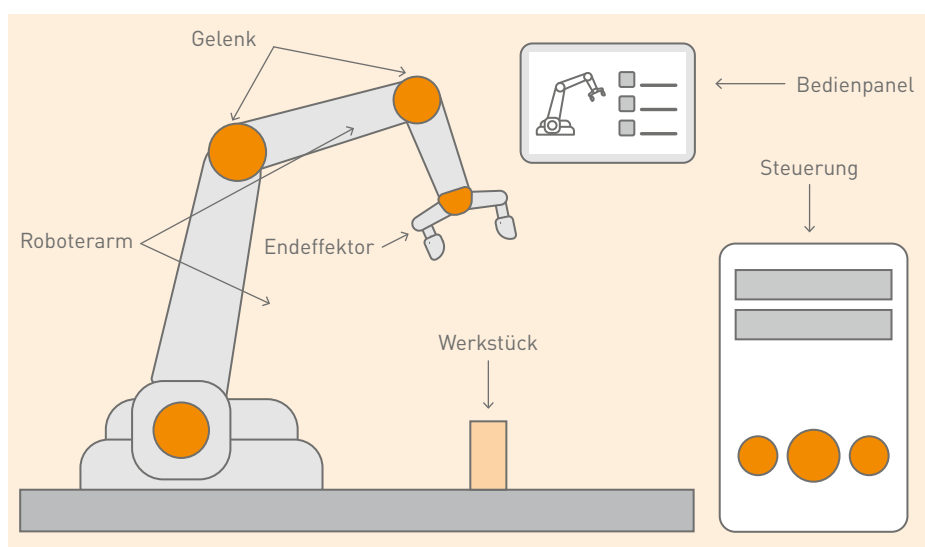 Gelenk
Bedienpanel
Steuerung
Roboterarm
Endeffektor
Werkstück